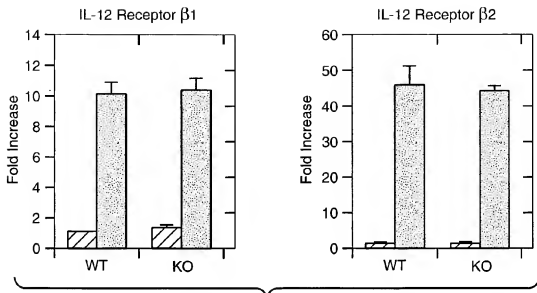 IL-12 Receptor β1
14
12
10
8
6
4
2
0
Fold Increase
WT KO
IL-12 Receptor β2
60
50
40
30
20
10
0
Fold Increase
WT KO